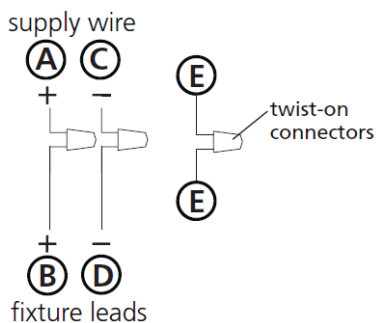 supply wire
A C E
+ −
twist-on
connectors
+ −
E
B D
fixture leads